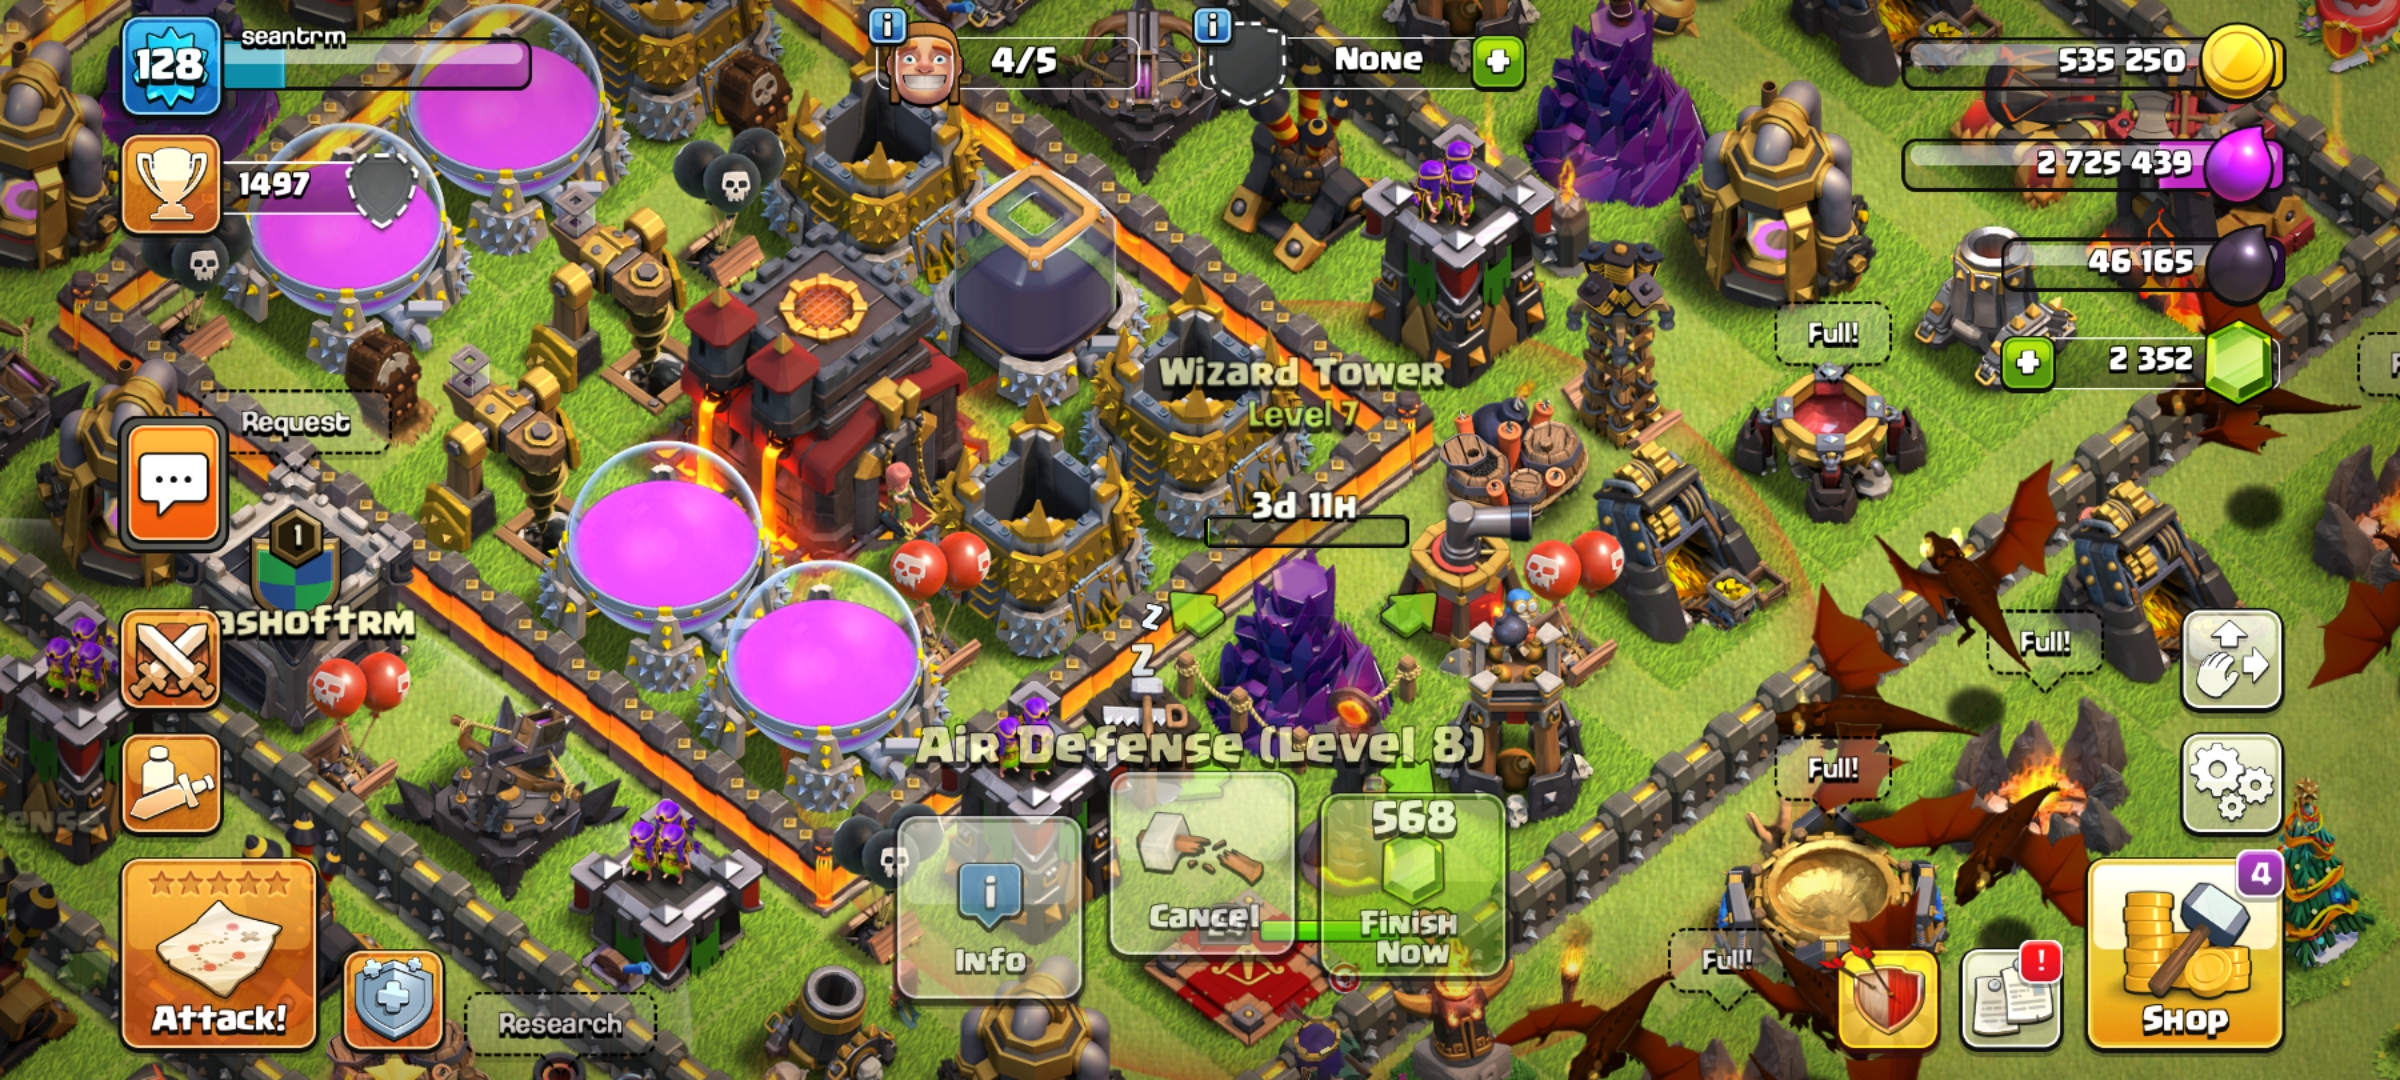 128
seantrm
4/5
None
535 250
1497
2 725 439
46 165
Full!
2 352
Wizard Tower
Level 7
Request
3d 11h
1
ashoftrm
Full!
Air Defense (Level 8)
Full!
568
Cancel
Finish
Now
Info
4
Full!
Attack!
Research
!
Shop